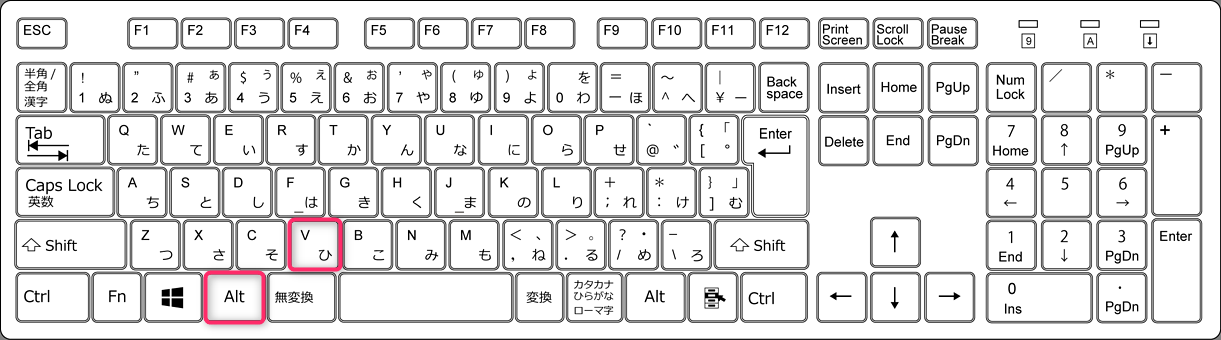 ESC F1 F2 F3 F4 F5 F6 F7 F8 F9 F10 F11 F12 Print Screen Scroll Lock Pause Break 9 A ↓
半角/全角 漢字 ! 1 ぬ " 2 ふ # ぁ 3 あ $ ぅ 4 う % ぇ 5 え & ぉ 6 お ' ゃ 7 や ( ゅ 8 ゆ ) ょ 9 よ を 0 わ = ー ほ ～ ^ へ | ¥ ー Back space Insert Home PgUp Num Lock ／ * ー
Tab Q た W て E い R す T か Y ん U な I に O ら P せ ` @ ゛ { 「 [ ° Enter Delete End PgDn 7 Home 8 ↑ 9 PgUp +
Caps Lock 英数 A ち S と D し F _ は G き H く J _ ま K の L り + ; れ * : け } 」 ] む 4 ← 5 6 →
Shift Z つ X さ C そ V ひ B こ N み M も < 、 , ね > 。 . る ? ・ / め _ \ ろ Shift ↑ 1 End 2 ↓ 3 PgDn Enter
Ctrl Fn Alt 無変換 変換 カタカナ ひらがな ローマ字 Alt Ctrl ← ↓ → 0 Ins . PgDn